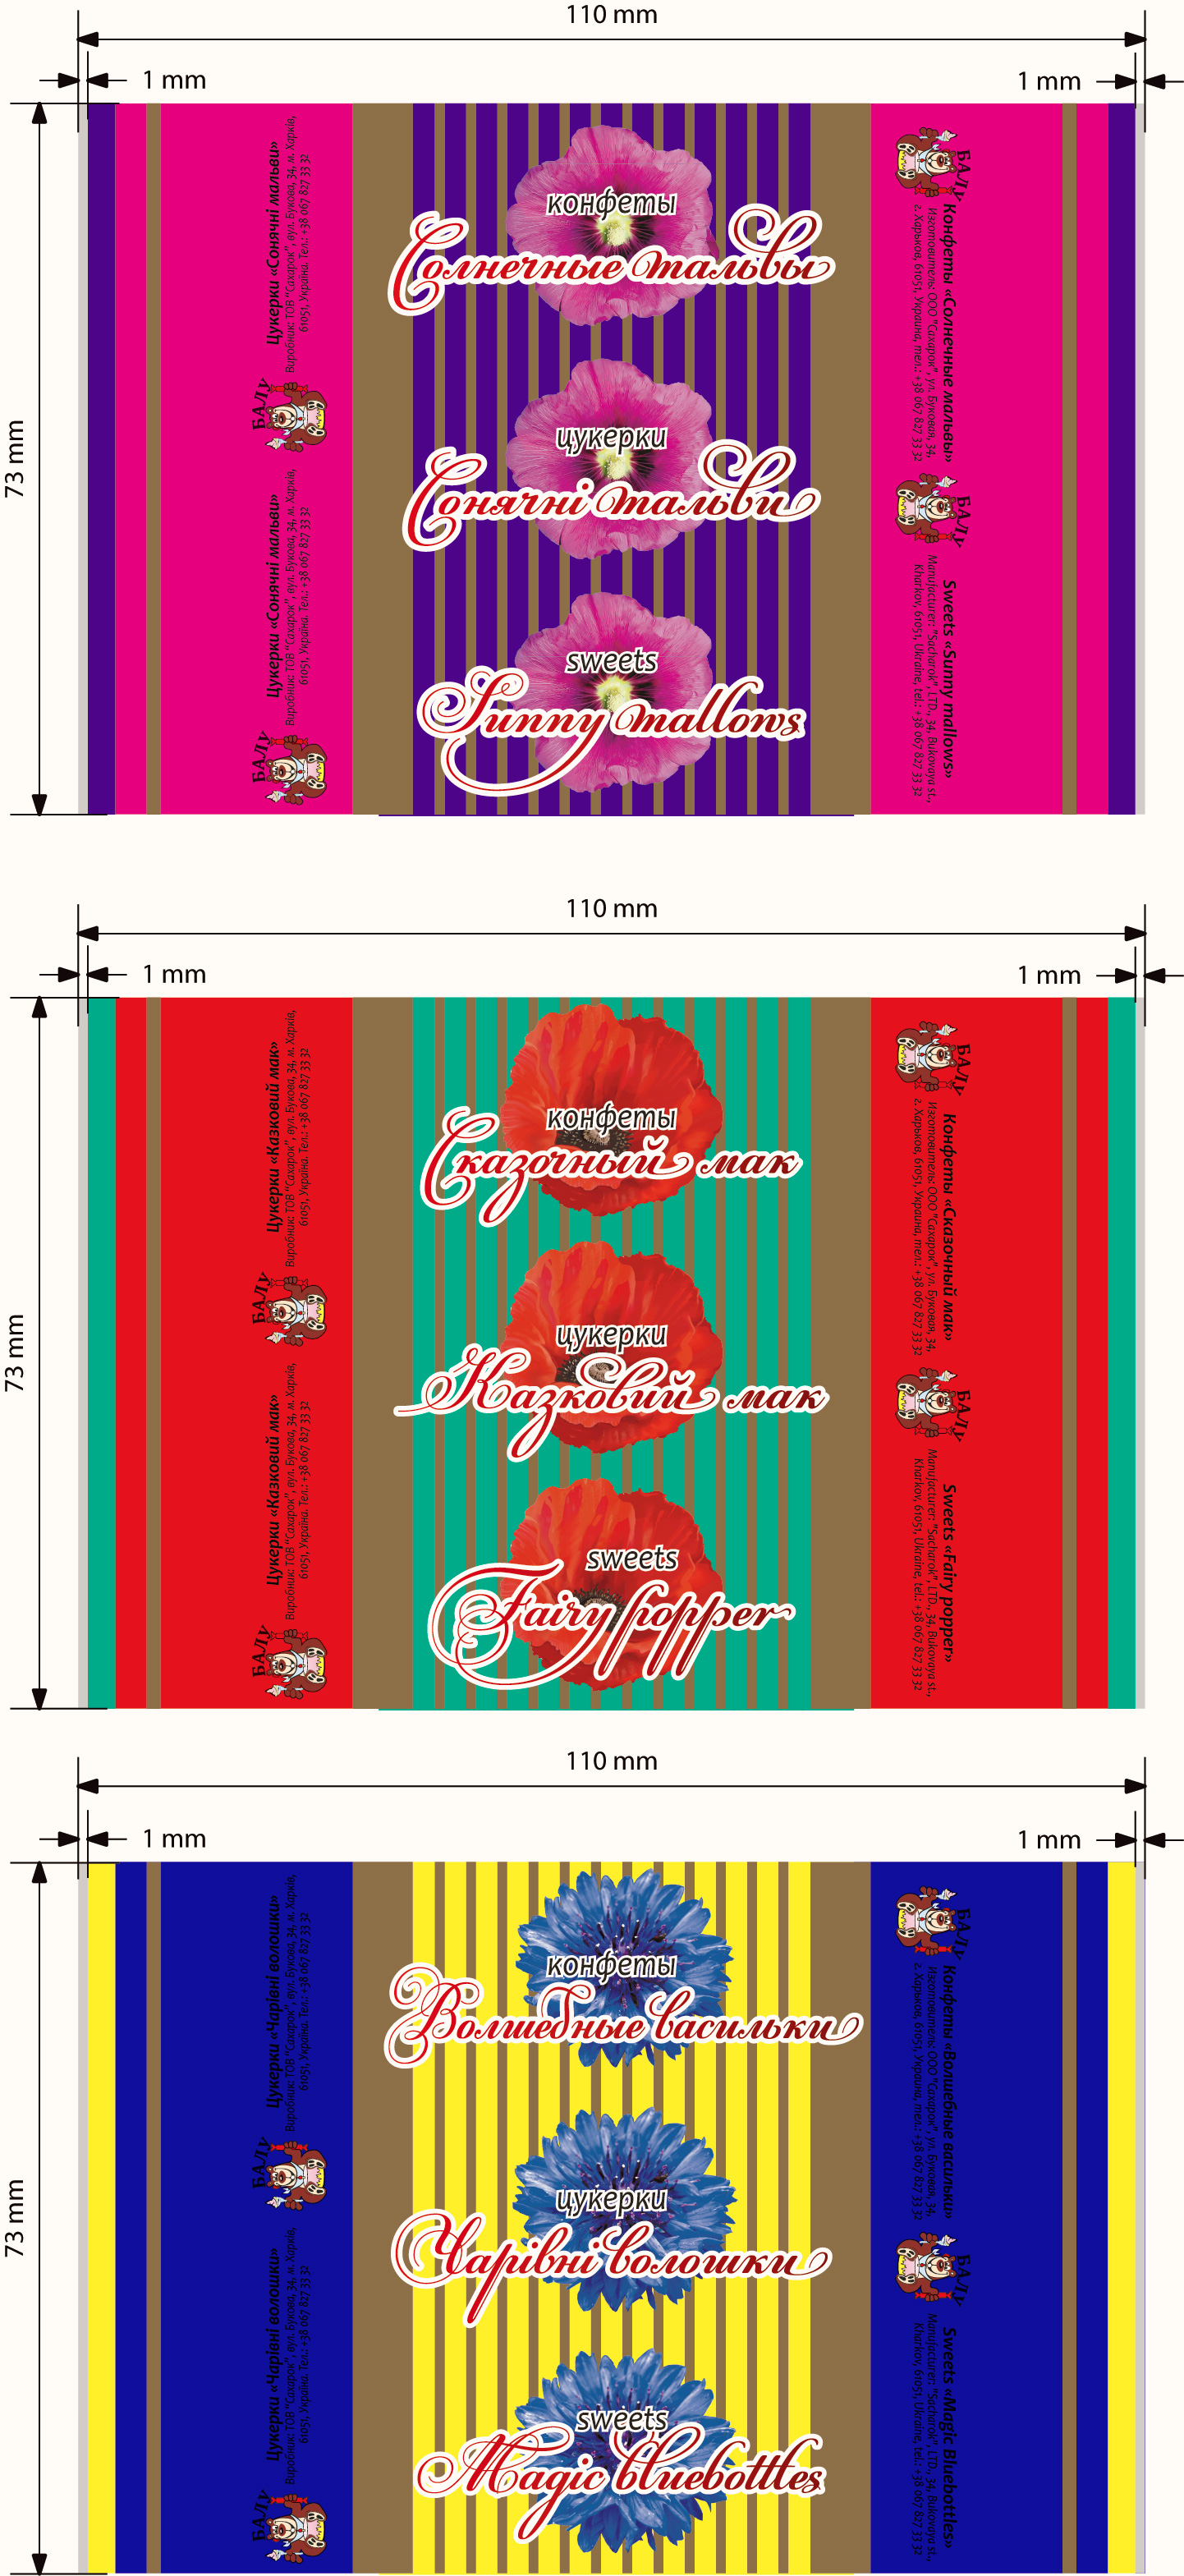 110 mm
1 mm
1 mm
73 mm
Цукерки «Сонячні мальви»
Виробник: ТОВ "Сахарок", вул. Букова, 34, м. Харків,
61051, Україна. Тел.: +38 067 827 33 32
БАЛУ
Цукерки «Сонячні мальви»
Виробник: ТОВ "Сахарок", вул. Букова, 34, м. Харків,
61051, Україна. Тел.: +38 067 827 33 32
БАЛУ
конфеты
Солнечные мальвы
цукерки
Сонячні мальви
sweets
Sunny mallows
БАЛУ
Конфеты «Солнечные мальвы»
Изготовитель: ООО "Сахарок", ул. Буковая, 34,
г. Харьков, 61051, Украина, тел.: +38 067 827 33 32
БАЛУ
Sweets «Sunny mallows»
Manufacturer: "Sacharok", LTD., 34, Bukovaya st.,
Kharkov, 61051, Ukraine, tel.: +38 067 827 33 32
110 mm
1 mm
1 mm
73 mm
Цукерки «Казковий мак»
Виробник: ТОВ "Сахарок", вул. Букова, 34, м. Харків,
61051, Україна. Тел.: +38 067 827 33 32
БАЛУ
Цукерки «Казковий мак»
Виробник: ТОВ "Сахарок", вул. Букова, 34, м. Харків,
61051, Україна. Тел.: +38 067 827 33 32
БАЛУ
конфеты
Сказочный мак
цукерки
Казковий мак
sweets
Fairy popper
БАЛУ
Конфеты «Сказочный мак»
Изготовитель: ООО "Сахарок", ул. Буковая, 34,
г. Харьков, 61051, Украина, тел.: +38 067 827 33 32
БАЛУ
Sweets «Fairy popper»
Manufacturer: "Sacharok", LTD., 34, Bukovaya st.,
Kharkov, 61051, Ukraine, tel.: +38 067 827 33 32
110 mm
1 mm
1 mm
73 mm
Цукерки «Чарівні волошки»
Виробник: ТОВ "Сахарок", вул. Букова, 34, м. Харків,
61051, Україна. Тел.: +38 067 827 33 32
БАЛУ
Цукерки «Чарівні волошки»
Виробник: ТОВ "Сахарок", вул. Букова, 34, м. Харків,
61051, Україна. Тел.: +38 067 827 33 32
БАЛУ
конфеты
Волшебные васильки
цукерки
Чарівні волошки
sweets
Magic bluebottles
БАЛУ
Конфеты «Волшебные васильки»
Изготовитель: ООО "Сахарок", ул. Буковая, 34,
г. Харьков, 61051, Украина, тел.: +38 067 827 33 32
БАЛУ
Sweets «Magic Bluebottles»
Manufacturer: "Sacharok", LTD., 34, Bukovaya st.,
Kharkov, 61051, Ukraine, tel.: +38 067 827 33 32